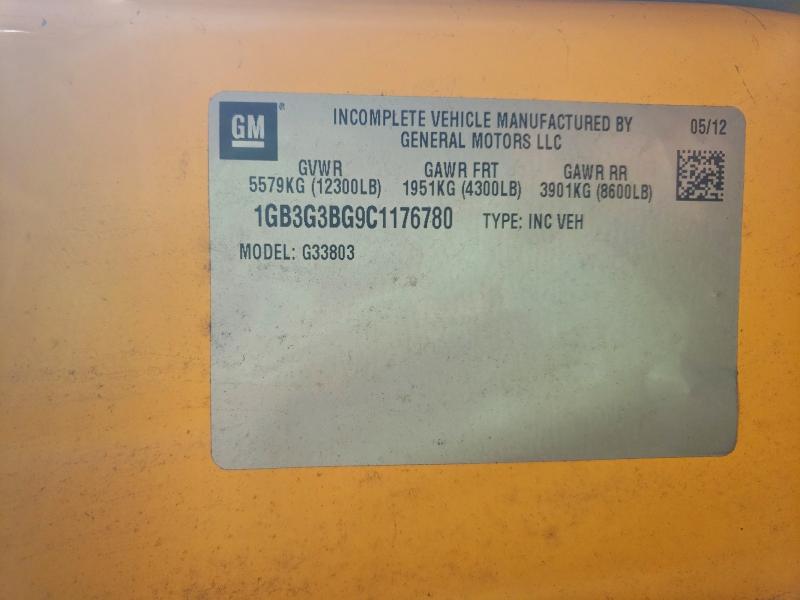 GM®
INCOMPLETE VEHICLE MANUFACTURED BY
GENERAL MOTORS LLC
05/12
GVWR GAWR FRT GAWR RR
5579KG (12300LB) 1951KG (4300LB) 3901KG (8600LB)
1GB3G3BG9C1176780 TYPE: INC VEH
MODEL: G33803